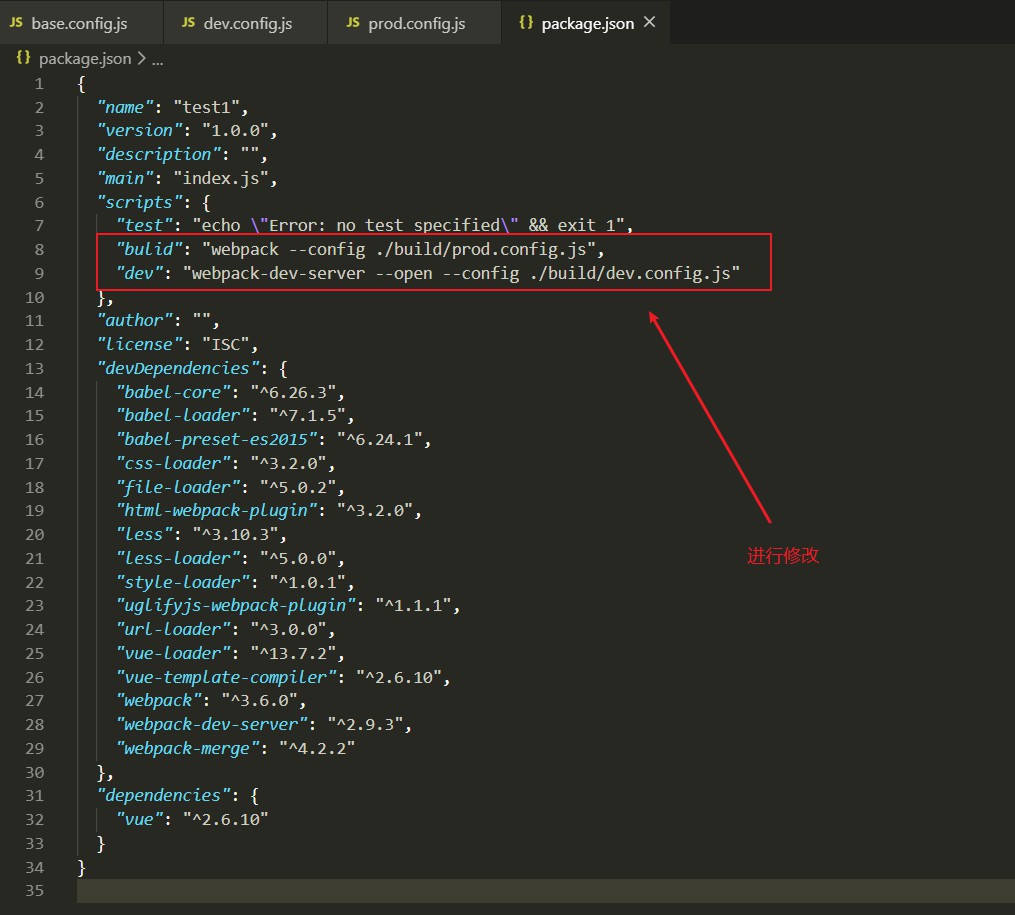 JS base.config.js JS dev.config.js JS prod.config.js {} package.json ×
{} package.json > ...
1 {
2 "name": "test1",
3 "version": "1.0.0",
4 "description": "",
5 "main": "index.js",
6 "scripts": {
7 "test": "echo \"Error: no test specified\" && exit 1",
8 "bulid": "webpack --config ./build/prod.config.js",
9 "dev": "webpack-dev-server --open --config ./build/dev.config.js"
10 },
11 "author": "",
12 "license": "ISC",
13 "devDependencies": {
14 "babel-core": "^6.26.3",
15 "babel-loader": "^7.1.5",
16 "babel-preset-es2015": "^6.24.1",
17 "css-loader": "^3.2.0",
18 "file-loader": "^5.0.2",
19 "html-webpack-plugin": "^3.2.0",
20 "less": "^3.10.3",
21 "less-loader": "^5.0.0",
进行修改
22 "style-loader": "^1.0.1",
23 "uglifyjs-webpack-plugin": "^1.1.1",
24 "url-loader": "^3.0.0",
25 "vue-loader": "^13.7.2",
26 "vue-template-compiler": "^2.6.10",
27 "webpack": "^3.6.0",
28 "webpack-dev-server": "^2.9.3",
29 "webpack-merge": "^4.2.2"
30 },
31 "dependencies": {
32 "vue": "^2.6.10"
33 }
34 }
35